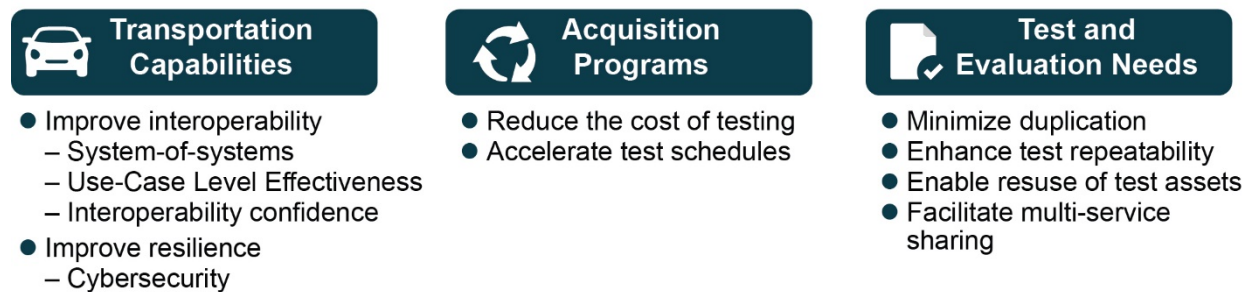 Transportation
Capabilities
● Improve interoperability
– System-of-systems
– Use-Case Level Effectiveness
– Interoperability confidence
● Improve resilience
– Cybersecurity
Acquisition
Programs
● Reduce the cost of testing
● Accelerate test schedules
Test and
Evaluation Needs
● Minimize duplication
● Enhance test repeatability
● Enable resuse of test assets
● Facilitate multi-service
sharing